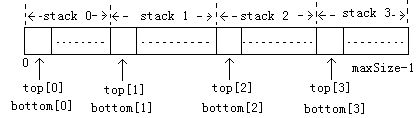 stack 0 stack 1 stack 2 stack 3
0 maxSize-1
top[0] top[1] top[2] top[3]
bottom[0] bottom[1] bottom[2] bottom[3]